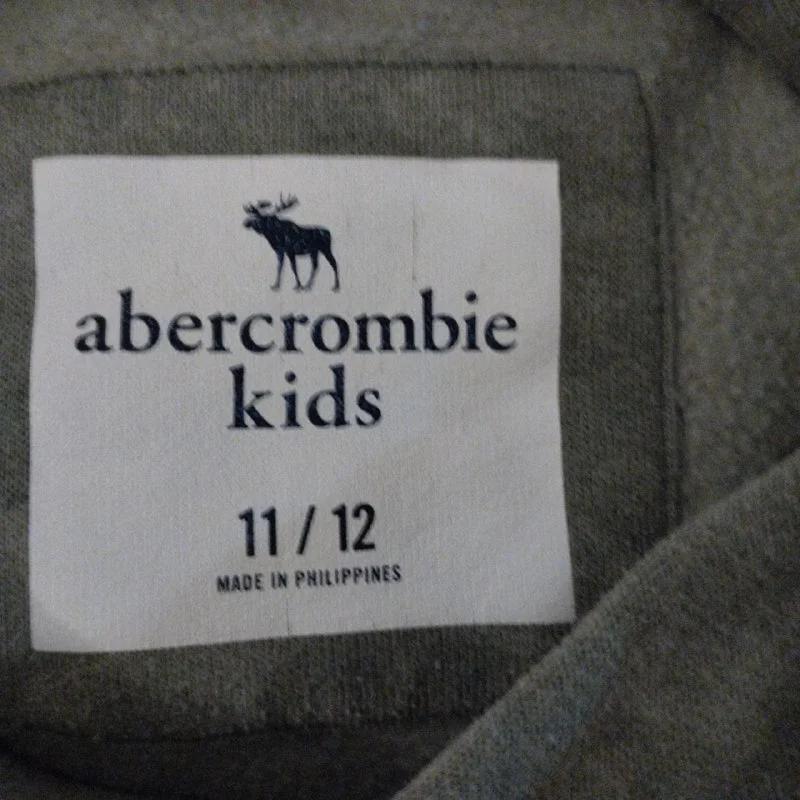 abercrombie
kids
11 / 12
MADE IN PHILIPPINES